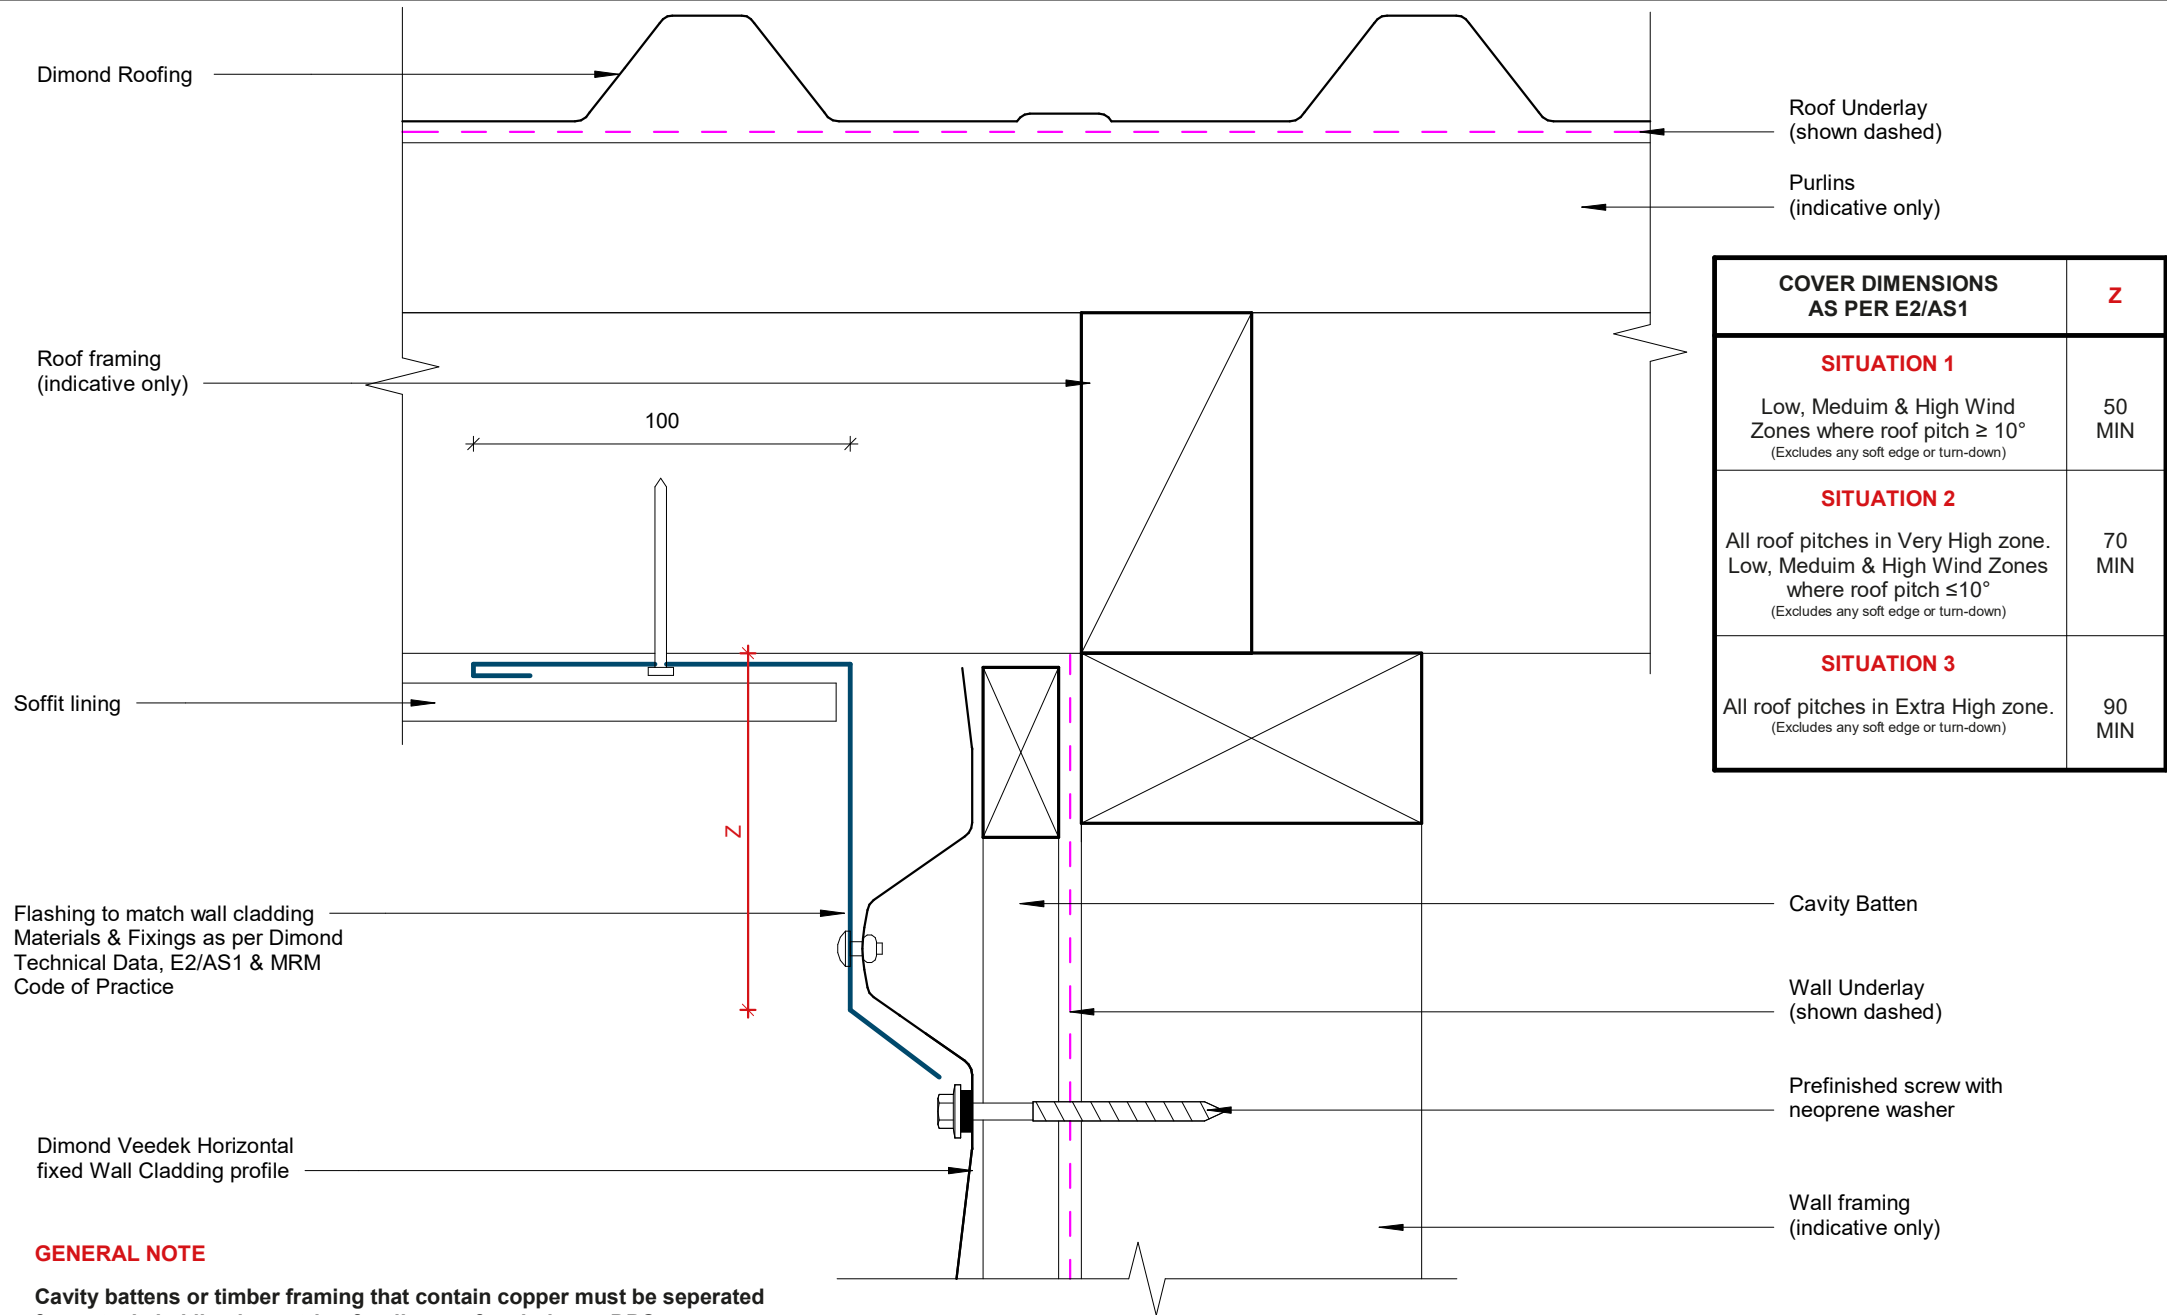 Dimond Roofing
Roof Underlay
(shown dashed)
Purlins
(indicative only)
COVER DIMENSIONS
AS PER E2/AS1
Z
SITUATION 1
Low, Meduim & High Wind
Zones where roof pitch ≥ 10°
(Excludes any soft edge or turn-down)
50
MIN
SITUATION 2
All roof pitches in Very High zone.
Low, Meduim & High Wind Zones
where roof pitch ≤10°
(Excludes any soft edge or turn-down)
70
MIN
SITUATION 3
All roof pitches in Extra High zone.
(Excludes any soft edge or turn-down)
90
MIN
Roof framing
(indicative only)
100
Soffit lining
Z
Flashing to match wall cladding
Materials & Fixings as per Dimond
Technical Data, E2/AS1 & MRM
Code of Practice
Cavity Batten
Wall Underlay
(shown dashed)
Prefinished screw with
neoprene washer
Dimond Veedek Horizontal
fixed Wall Cladding profile
Wall framing
(indicative only)
GENERAL NOTE
Cavity battens or timber framing that contain copper must be seperated